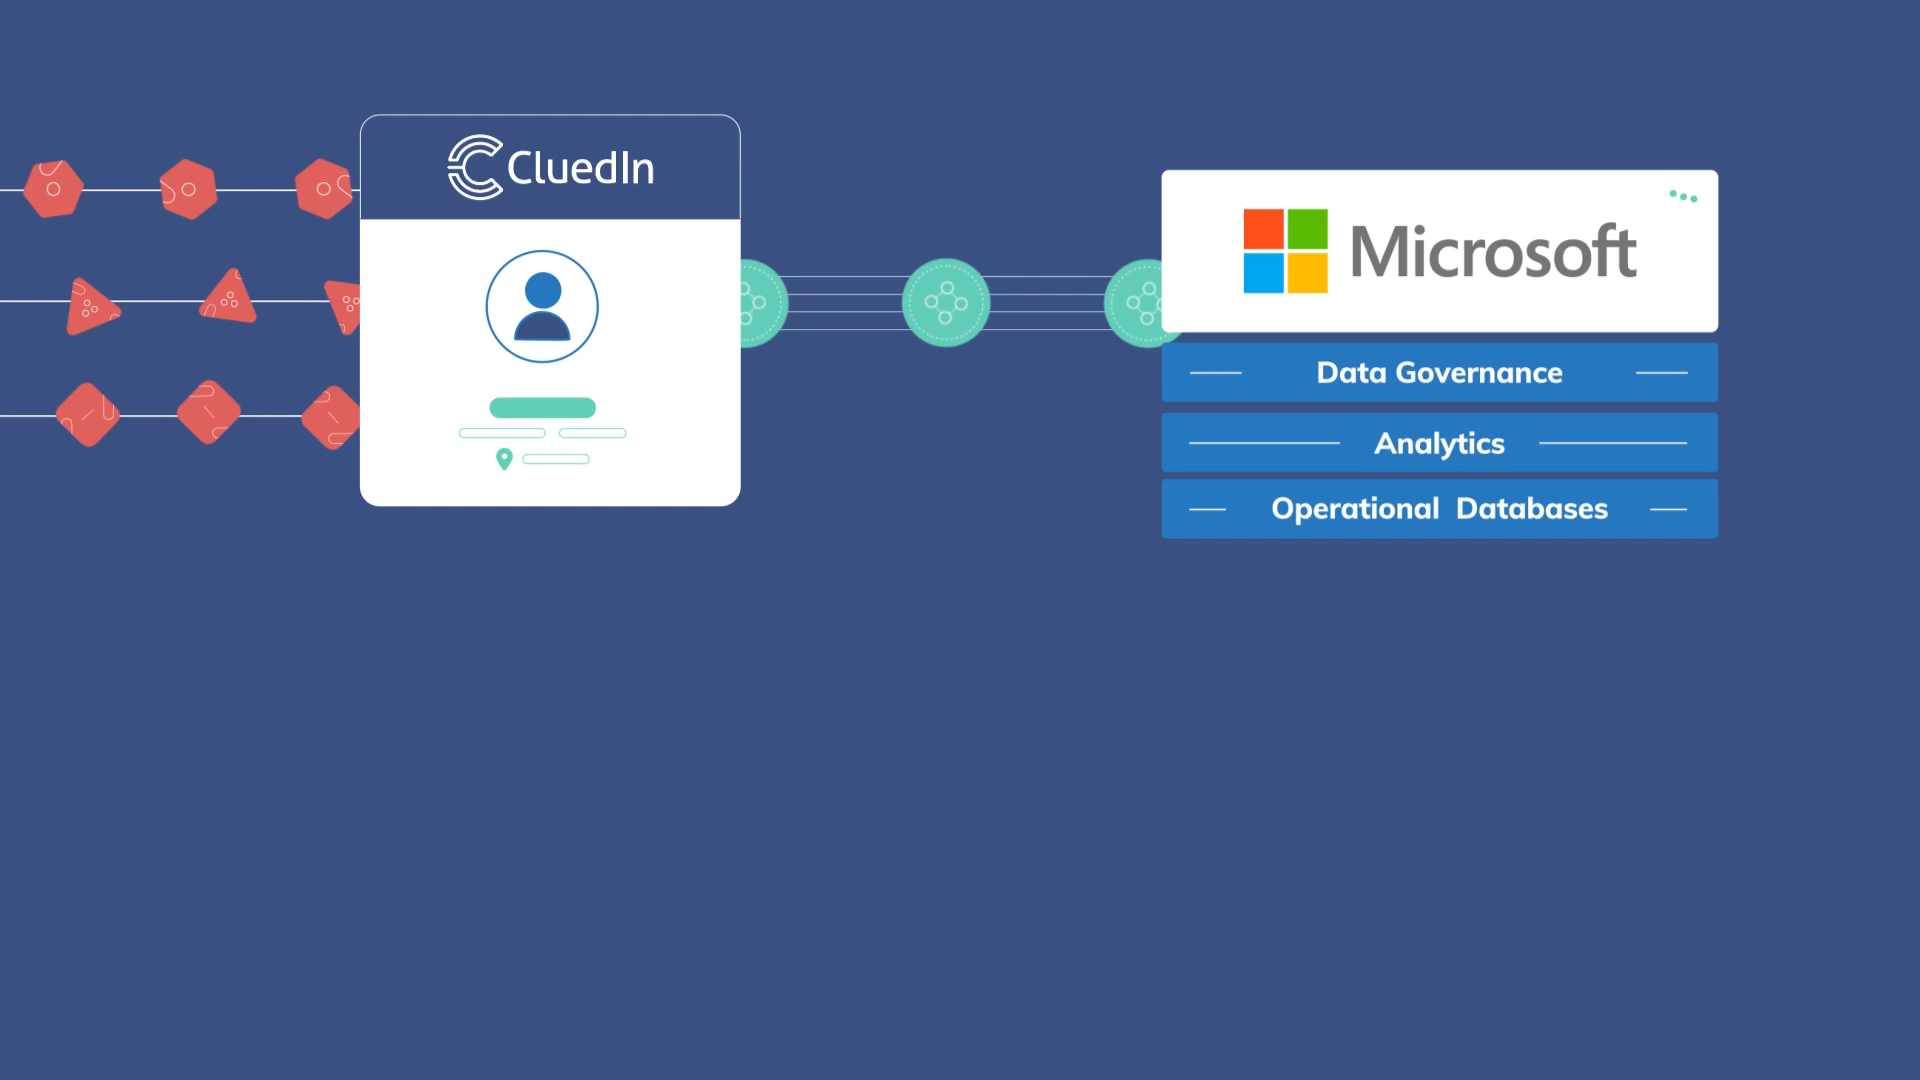 CluedIn
Microsoft
Data Governance
Analytics
Operational Databases